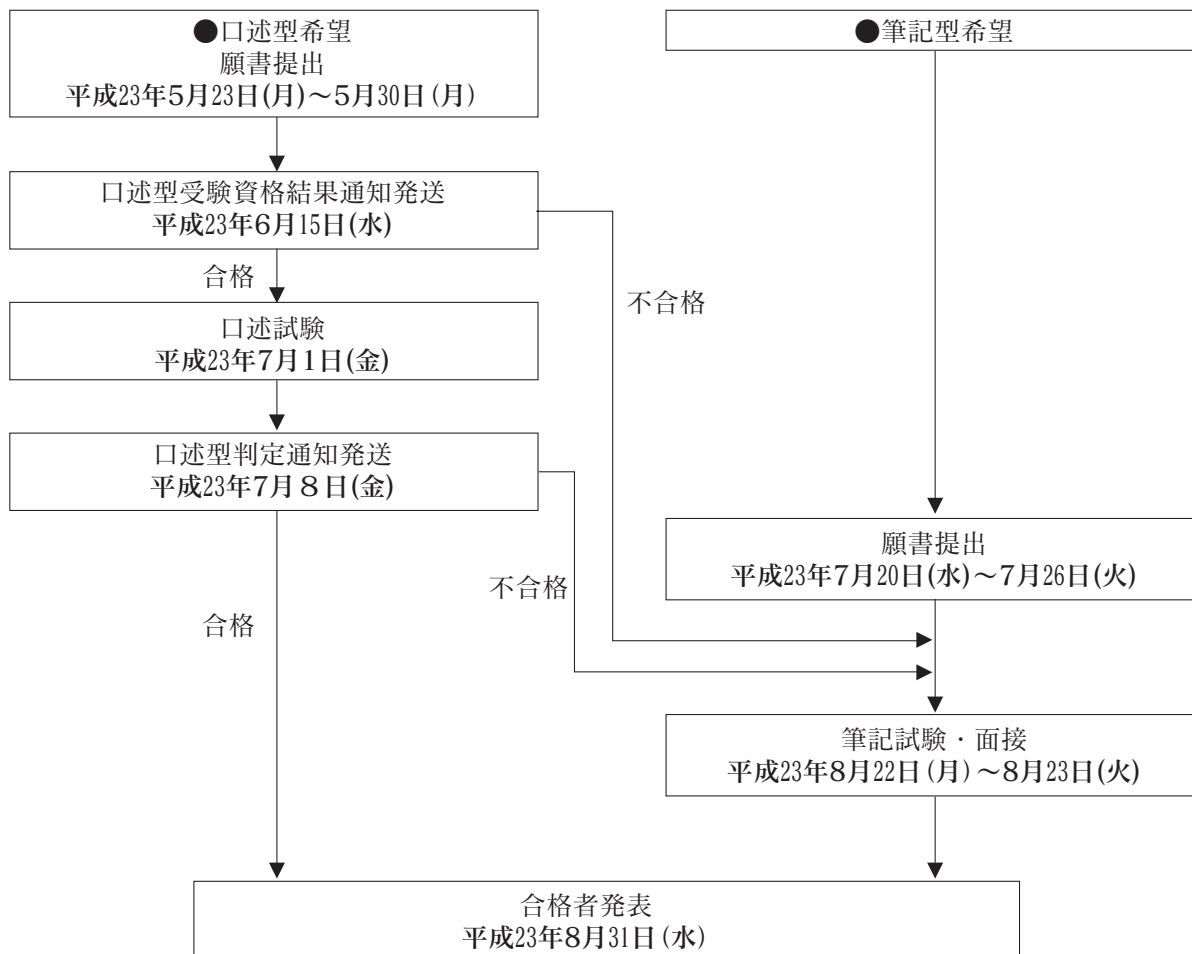 ●口述型希望
願書提出
平成23年5月23日(月)～5月30日(月)
●筆記型希望
口述型受験資格結果通知発送
平成23年6月15日(水)
合格
不合格
口述試験
平成23年7月1日(金)
口述型判定通知発送
平成23年7月8日(金)
願書提出
平成23年7月20日(水)～7月26日(火)
不合格
合格
筆記試験・面接
平成23年8月22日(月)～8月23日(火)
合格者発表
平成23年8月31日(水)